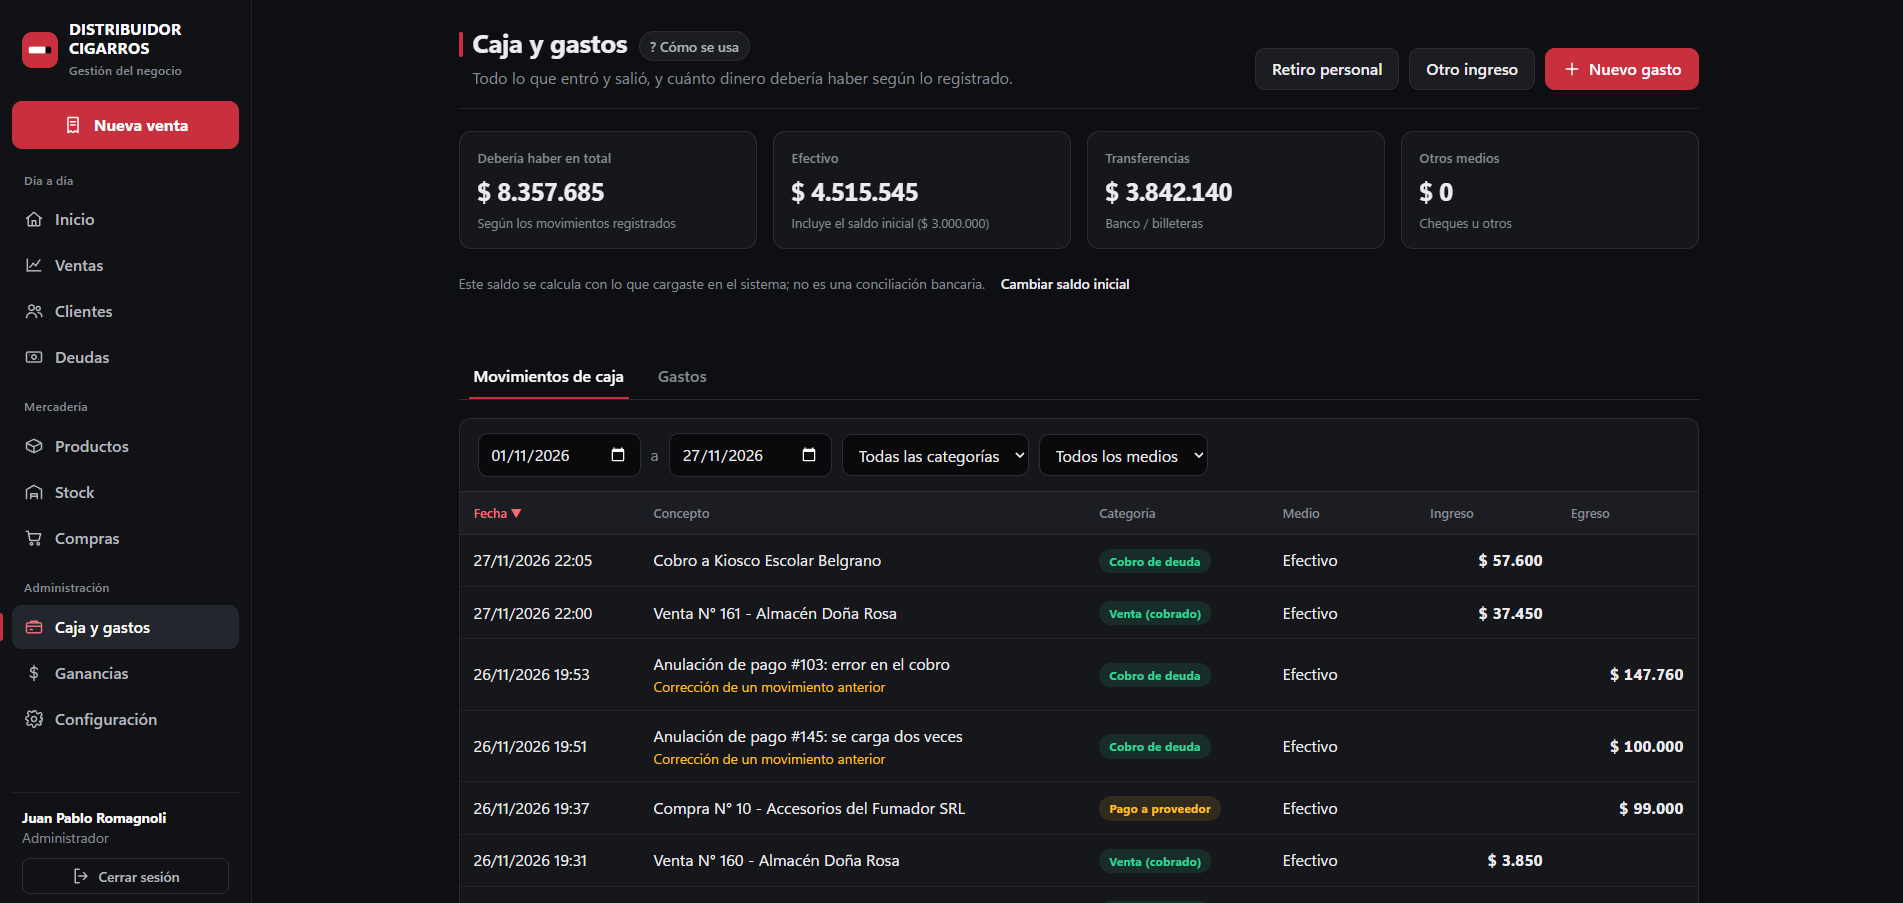 DISTRIBUIDOR
CIGARROS
Gestión del negocio
Nueva venta
Día a día
Inicio
Ventas
Clientes
Deudas
Mercadería
Productos
Stock
Compras
Administración
Caja y gastos
Ganancias
Configuración
Juan Pablo Romagnoli
Administrador
Cerrar sesión
Caja y gastos ? Cómo se usa
Todo lo que entró y salió, y cuánto dinero debería haber según lo registrado.
Retiro personal Otro ingreso + Nuevo gasto
Debería haber en total
$ 8.357.685
Según los movimientos registrados
Efectivo
$ 4.515.545
Incluye el saldo inicial ($ 3.000.000)
Transferencias
$ 3.842.140
Banco / billeteras
Otros medios
$ 0
Cheques u otros
Este saldo se calcula con lo que cargaste en el sistema; no es una conciliación bancaria. Cambiar saldo inicial
Movimientos de caja Gastos
01/11/2026 a 27/11/2026 Todas las categorías Todos los medios
Fecha ▼ Concepto Categoría Medio Ingreso Egreso
27/11/2026 22:05 Cobro a Kiosco Escolar Belgrano Cobro de deuda Efectivo $ 57.600
27/11/2026 22:00 Venta N° 161 - Almacén Doña Rosa Venta (cobrado) Efectivo $ 37.450
26/11/2026 19:53 Anulación de pago #103: error en el cobro Cobro de deuda Efectivo $ 147.760
Corrección de un movimiento anterior
26/11/2026 19:51 Anulación de pago #145: se carga dos veces Cobro de deuda Efectivo $ 100.000
Corrección de un movimiento anterior
26/11/2026 19:37 Compra N° 10 - Accesorios del Fumador SRL Pago a proveedor Efectivo $ 99.000
26/11/2026 19:31 Venta N° 160 - Almacén Doña Rosa Venta (cobrado) Efectivo $ 3.850